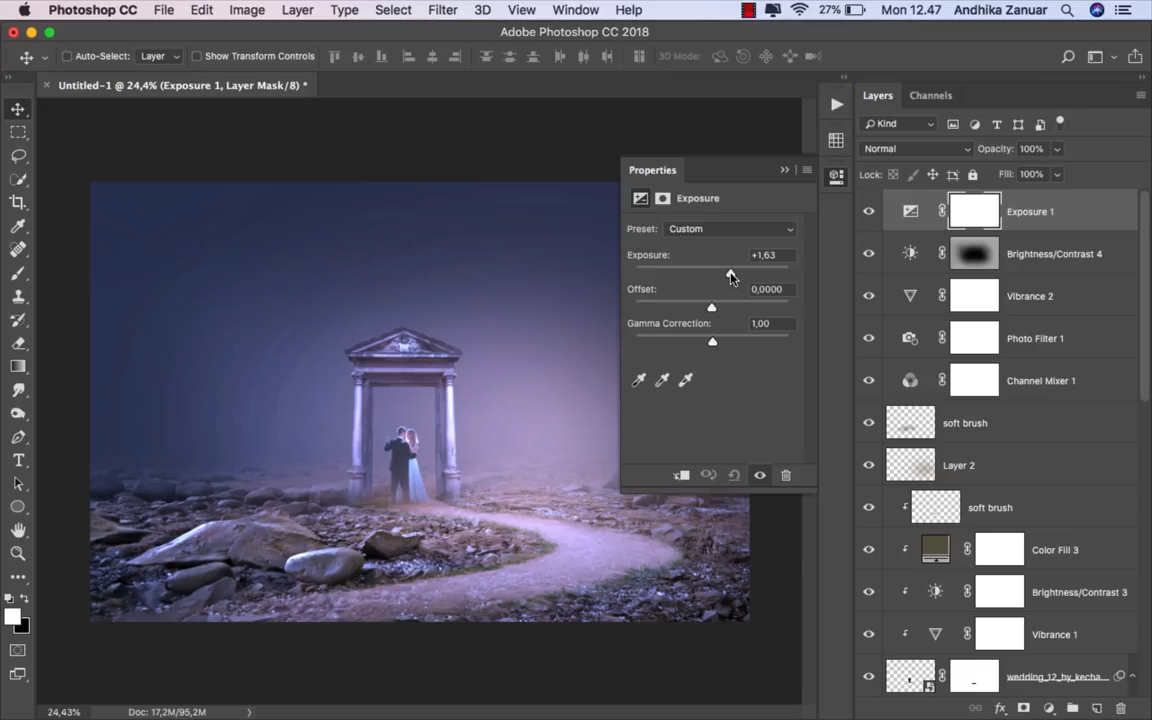 Photoshop CC File Edit Image Layer Type Select Filter 3D View Window Help 27% Mon 12.47 Andhika Zanuar
Adobe Photoshop CC 2018
Auto-Select: Layer Show Transform Controls 3D Mode:
Untitled-1 @ 24,4% (Exposure 1, Layer Mask/8) *
Layers Channels
Kind
Normal Opacity: 100%
Lock: Fill: 100%
Properties
Exposure
Preset: Custom
Exposure: +1,63
Offset: 0,0000
Gamma Correction: 1,00
Exposure 1
Brightness/Contrast 4
Vibrance 2
Photo Filter 1
Channel Mixer 1
soft brush
Layer 2
soft brush
Color Fill 3
Brightness/Contrast 3
Vibrance 1
wedding_12_by_kecha...
24,43% Doc: 17,2M/95,2M